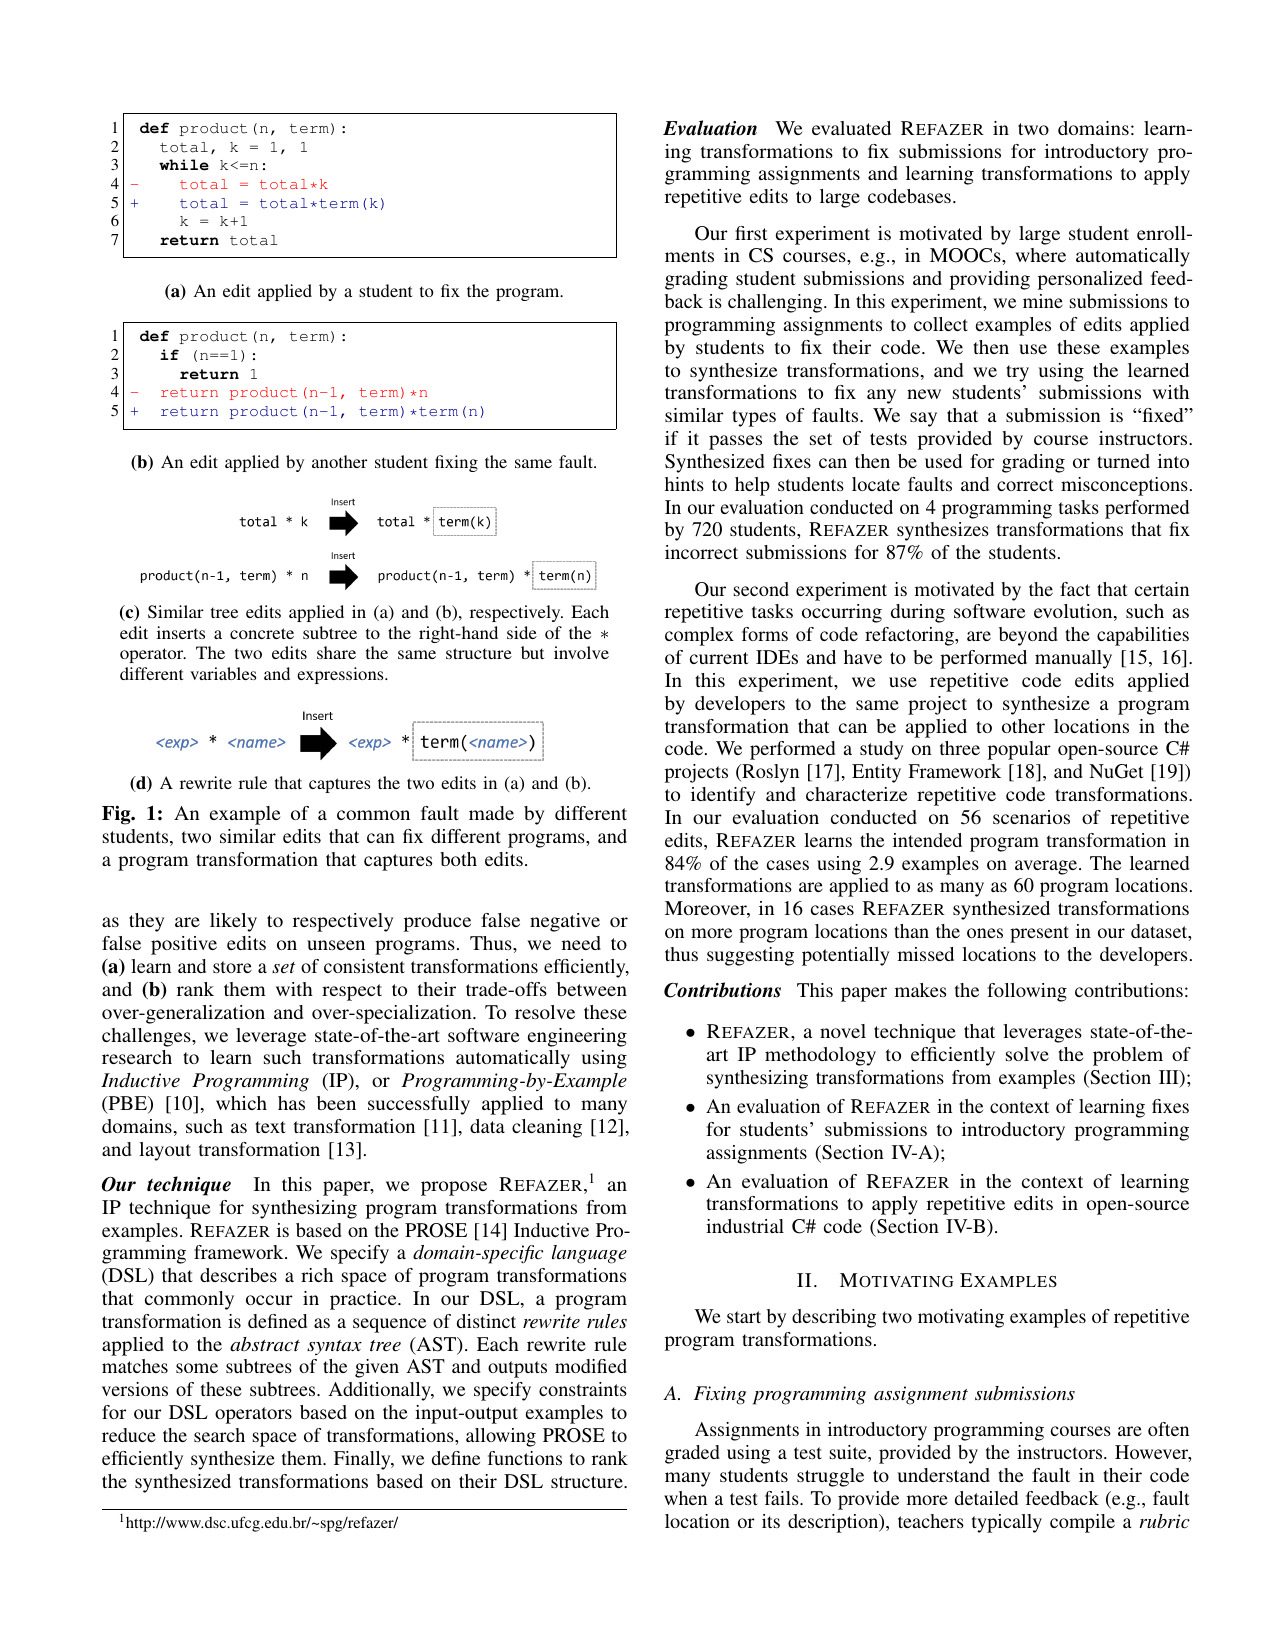 1 def product(n, term):
2 total, k = 1, 1
3 while k<=n:
4 - total = total*k
5 + total = total*term(k)
6 k = k+1
7 return total
(a) An edit applied by a student to fix the program.
1 def product(n, term):
2 if (n==1):
3 return 1
4 - return product(n-1, term)*n
5 + return product(n-1, term)*term(n)
(b) An edit applied by another student fixing the same fault.
Insert
total * k total * term(k)
Insert
product(n-1, term) * n product(n-1, term) * term(n)
(c) Similar tree edits applied in (a) and (b), respectively. Each
edit inserts a concrete subtree to the right-hand side of the *
operator. The two edits share the same structure but involve
different variables and expressions.
Insert
<exp> * <name> <exp> * term(<name>)
(d) A rewrite rule that captures the two edits in (a) and (b).
Fig. 1: An example of a common fault made by different
students, two similar edits that can fix different programs, and
a program transformation that captures both edits.
as they are likely to respectively produce false negative or
false positive edits on unseen programs. Thus, we need to
(a) learn and store a set of consistent transformations efficiently,
and (b) rank them with respect to their trade-offs between
over-generalization and over-specialization. To resolve these
challenges, we leverage state-of-the-art software engineering
research to learn such transformations automatically using
Inductive Programming (IP), or Programming-by-Example
(PBE) [10], which has been successfully applied to many
domains, such as text transformation [11], data cleaning [12],
and layout transformation [13].
Our technique In this paper, we propose REFAZER,1 an
IP technique for synthesizing program transformations from
examples. REFAZER is based on the PROSE [14] Inductive Pro-
gramming framework. We specify a domain-specific language
(DSL) that describes a rich space of program transformations
that commonly occur in practice. In our DSL, a program
transformation is defined as a sequence of distinct rewrite rules
applied to the abstract syntax tree (AST). Each rewrite rule
matches some subtrees of the given AST and outputs modified
versions of these subtrees. Additionally, we specify constraints
for our DSL operators based on the input-output examples to
reduce the search space of transformations, allowing PROSE to
efficiently synthesize them. Finally, we define functions to rank
the synthesized transformations based on their DSL structure.
1http://www.dsc.ufcg.edu.br/~spg/refazer/
Evaluation We evaluated REFAZER in two domains: learn-
ing transformations to fix submissions for introductory pro-
gramming assignments and learning transformations to apply
repetitive edits to large codebases.
Our first experiment is motivated by large student enroll-
ments in CS courses, e.g., in MOOCs, where automatically
grading student submissions and providing personalized feed-
back is challenging. In this experiment, we mine submissions to
programming assignments to collect examples of edits applied
by students to fix their code. We then use these examples
to synthesize transformations, and we try using the learned
transformations to fix any new students' submissions with
similar types of faults. We say that a submission is “fixed”
if it passes the set of tests provided by course instructors.
Synthesized fixes can then be used for grading or turned into
hints to help students locate faults and correct misconceptions.
In our evaluation conducted on 4 programming tasks performed
by 720 students, REFAZER synthesizes transformations that fix
incorrect submissions for 87% of the students.
Our second experiment is motivated by the fact that certain
repetitive tasks occurring during software evolution, such as
complex forms of code refactoring, are beyond the capabilities
of current IDEs and have to be performed manually [15, 16].
In this experiment, we use repetitive code edits applied
by developers to the same project to synthesize a program
transformation that can be applied to other locations in the
code. We performed a study on three popular open-source C#
projects (Roslyn [17], Entity Framework [18], and NuGet [19])
to identify and characterize repetitive code transformations.
In our evaluation conducted on 56 scenarios of repetitive
edits, REFAZER learns the intended program transformation in
84% of the cases using 2.9 examples on average. The learned
transformations are applied to as many as 60 program locations.
Moreover, in 16 cases REFAZER synthesized transformations
on more program locations than the ones present in our dataset,
thus suggesting potentially missed locations to the developers.
Contributions This paper makes the following contributions:
• REFAZER, a novel technique that leverages state-of-the-
art IP methodology to efficiently solve the problem of
synthesizing transformations from examples (Section III);
• An evaluation of REFAZER in the context of learning fixes
for students' submissions to introductory programming
assignments (Section IV-A);
• An evaluation of REFAZER in the context of learning
transformations to apply repetitive edits in open-source
industrial C# code (Section IV-B).
II. MOTIVATING EXAMPLES
We start by describing two motivating examples of repetitive
program transformations.
A. Fixing programming assignment submissions
Assignments in introductory programming courses are often
graded using a test suite, provided by the instructors. However,
many students struggle to understand the fault in their code
when a test fails. To provide more detailed feedback (e.g., fault
location or its description), teachers typically compile a rubric